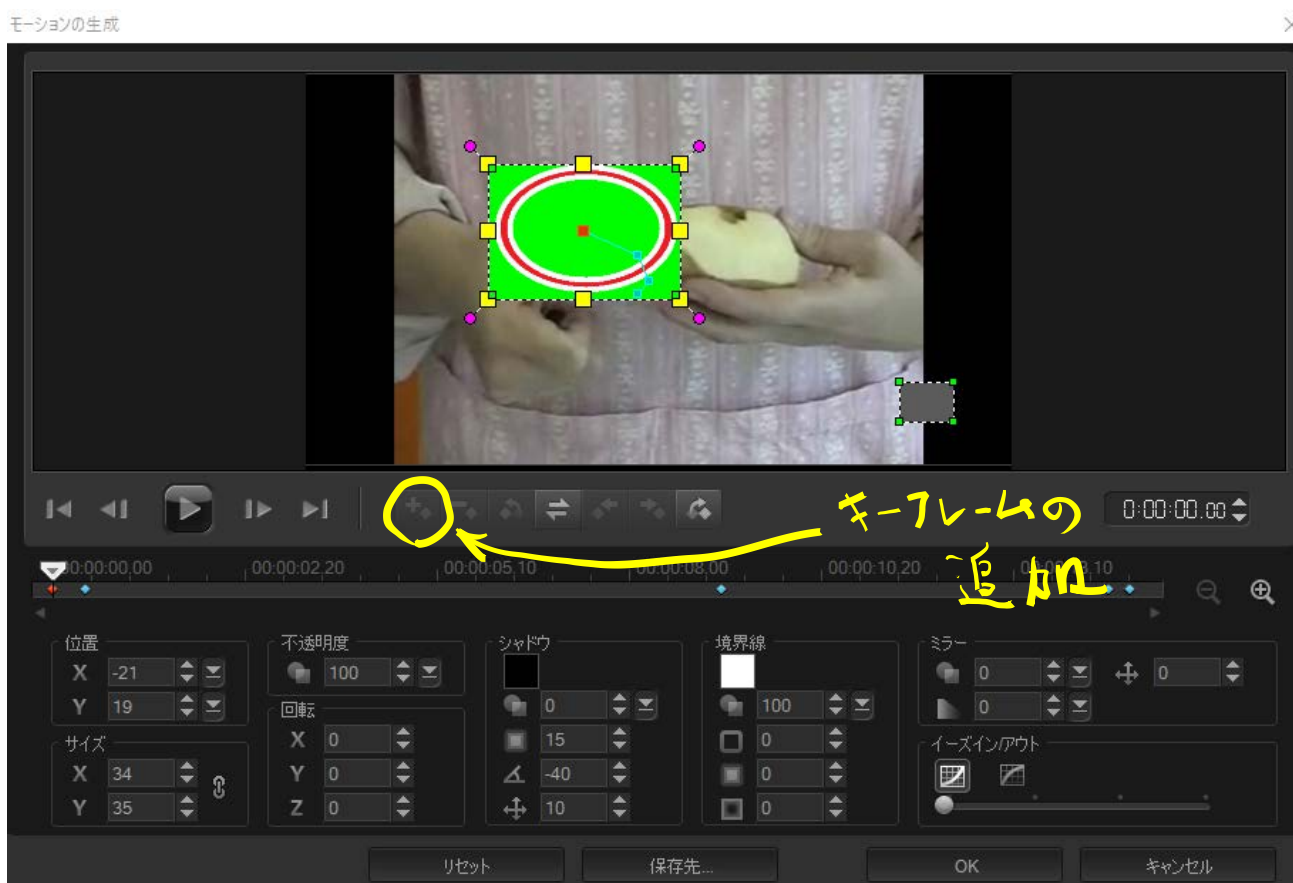 モーションの生成
キーフレームの
追加
0:00:00.00
00:00:02.20
00:00:05.10
00:00:08.00
00:00:10.20
位置
X -21
Y 19
サイズ
X 34
Y 35
不透明度
100
回転
X 0
Y 0
Z 0
シャドウ
0
15
-40
10
境界線
100
0
0
0
ミラー
0 0
0
イーズイン/アウト
リセット
保存先...
OK
キャンセル